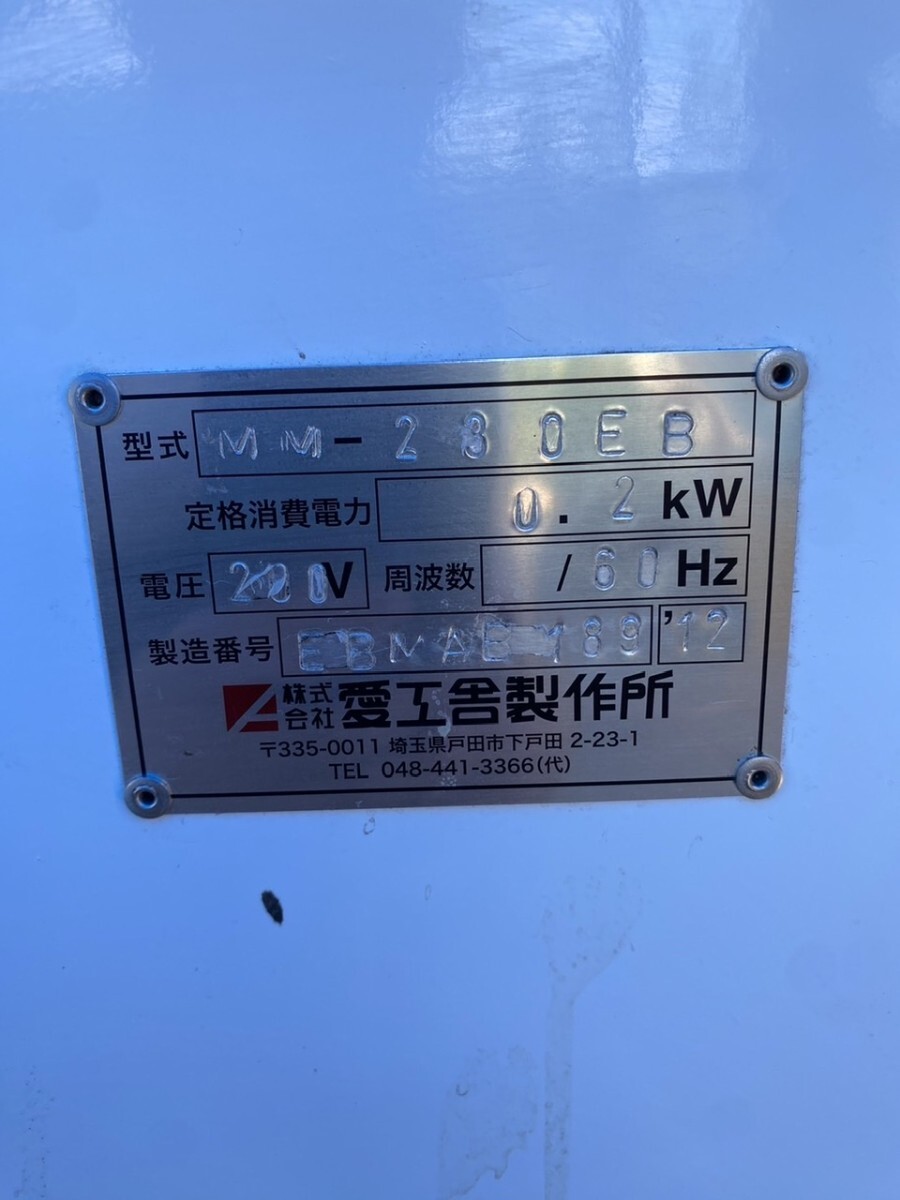 型式 MM-230EB
定格消費電力 0.2 kW
電圧 200V 周波数 /60 Hz
製造番号 EBMAB 189 '12
株式会社 愛工舎製作所
〒335-0011 埼玉県戸田市下戸田 2-23-1
TEL 048-441-3366(代)